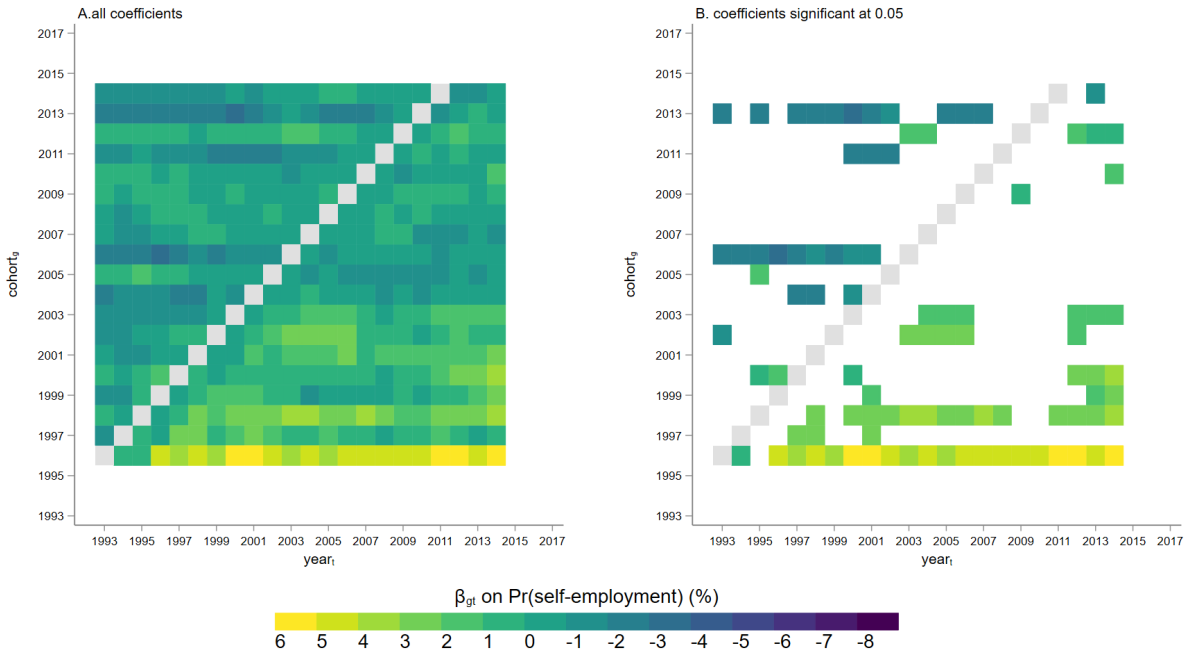 A.all coefficients
B. coefficients significant at 0.05
2017
2015
2013
2011
2009
2007
2005
2003
2001
1999
1997
1995
1993
cohortg
1993 1995 1997 1999 2001 2003 2005 2007 2009 2011 2013 2015 2017
yeart
2017
2015
2013
2011
2009
2007
2005
2003
2001
1999
1997
1995
1993
cohortg
1993 1995 1997 1999 2001 2003 2005 2007 2009 2011 2013 2015 2017
yeart
βgt on Pr(self-employment) (%)
6 5 4 3 2 1 0 -1 -2 -3 -4 -5 -6 -7 -8